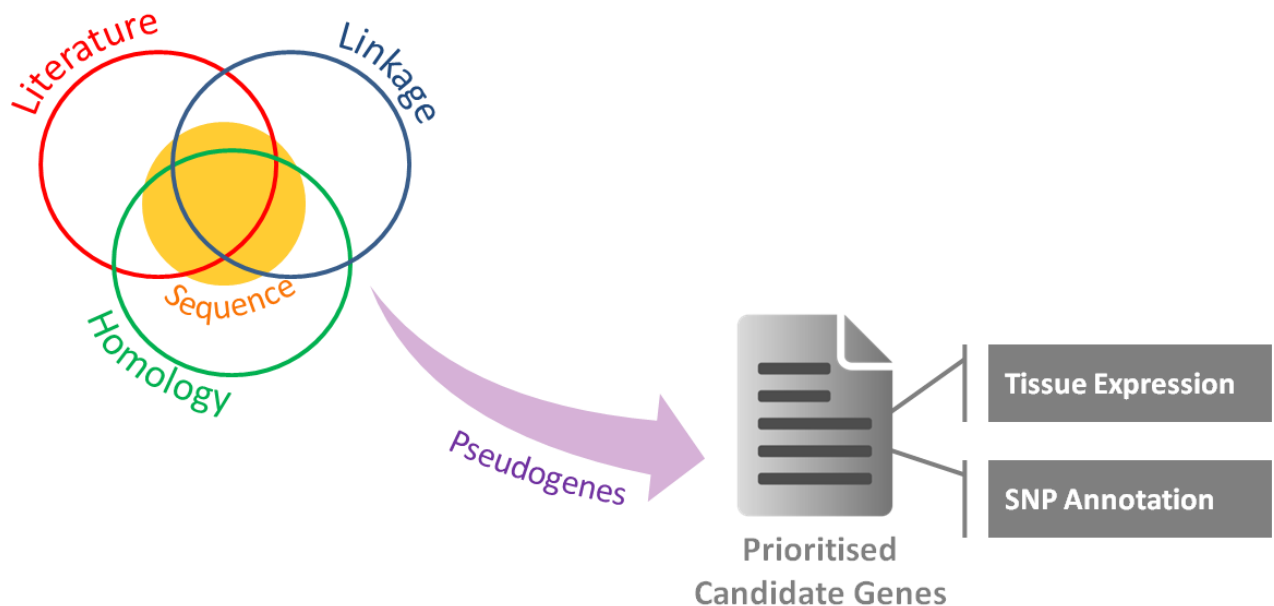 Literature
Linkage
Sequence
Homology
Pseudogenes
Tissue Expression
SNP Annotation
Prioritised
Candidate Genes